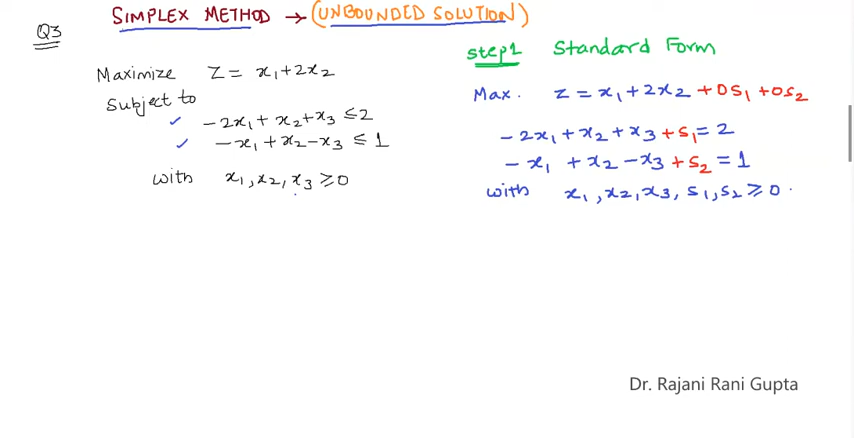 Q3
SIMPLEX METHOD → (UNBOUNDED SOLUTION)
Maximize Z = x₁ + 2x₂
Subject to
- 2x₁ + x₂ + x₃ ≤ 2
- x₁ + x₂ - x₃ ≤ 1
with x₁, x₂, x₃ ≥ 0
step1 Standard Form
Max. Z = x₁ + 2x₂ + 0s₁ + 0s₂
- 2x₁ + x₂ + x₃ + s₁ = 2
- x₁ + x₂ - x₃ + s₂ = 1
with x₁, x₂, x₃, s₁, s₂ ≥ 0.
Dr. Rajani Rani Gupta